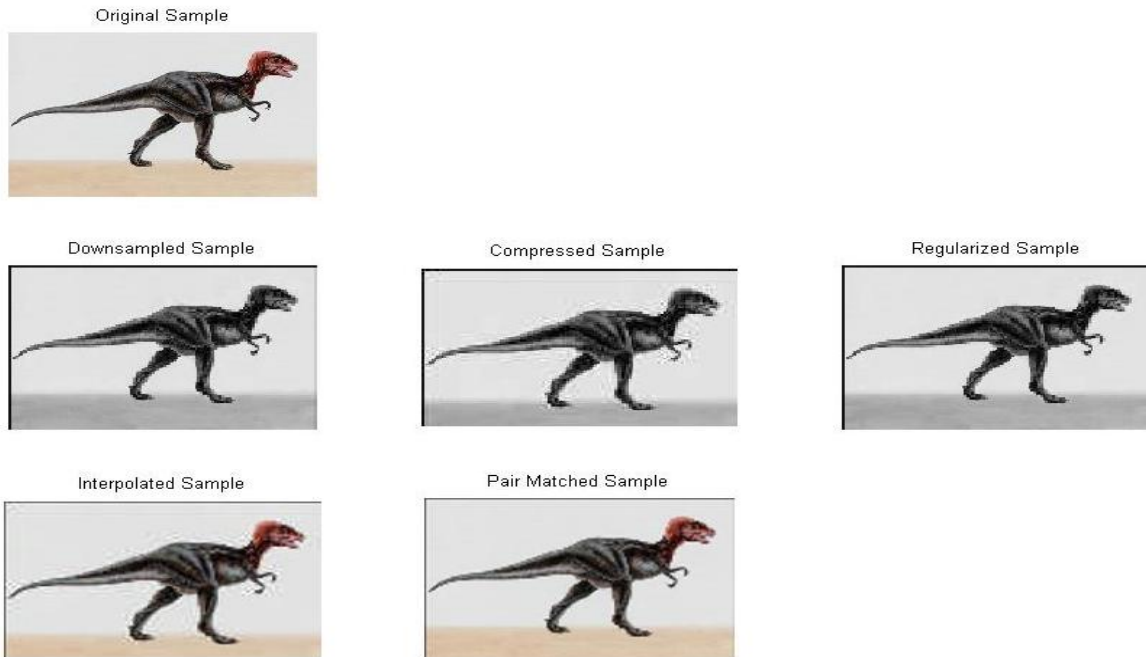 Original Sample
Downsampled Sample
Compressed Sample
Regularized Sample
Interpolated Sample
Pair Matched Sample